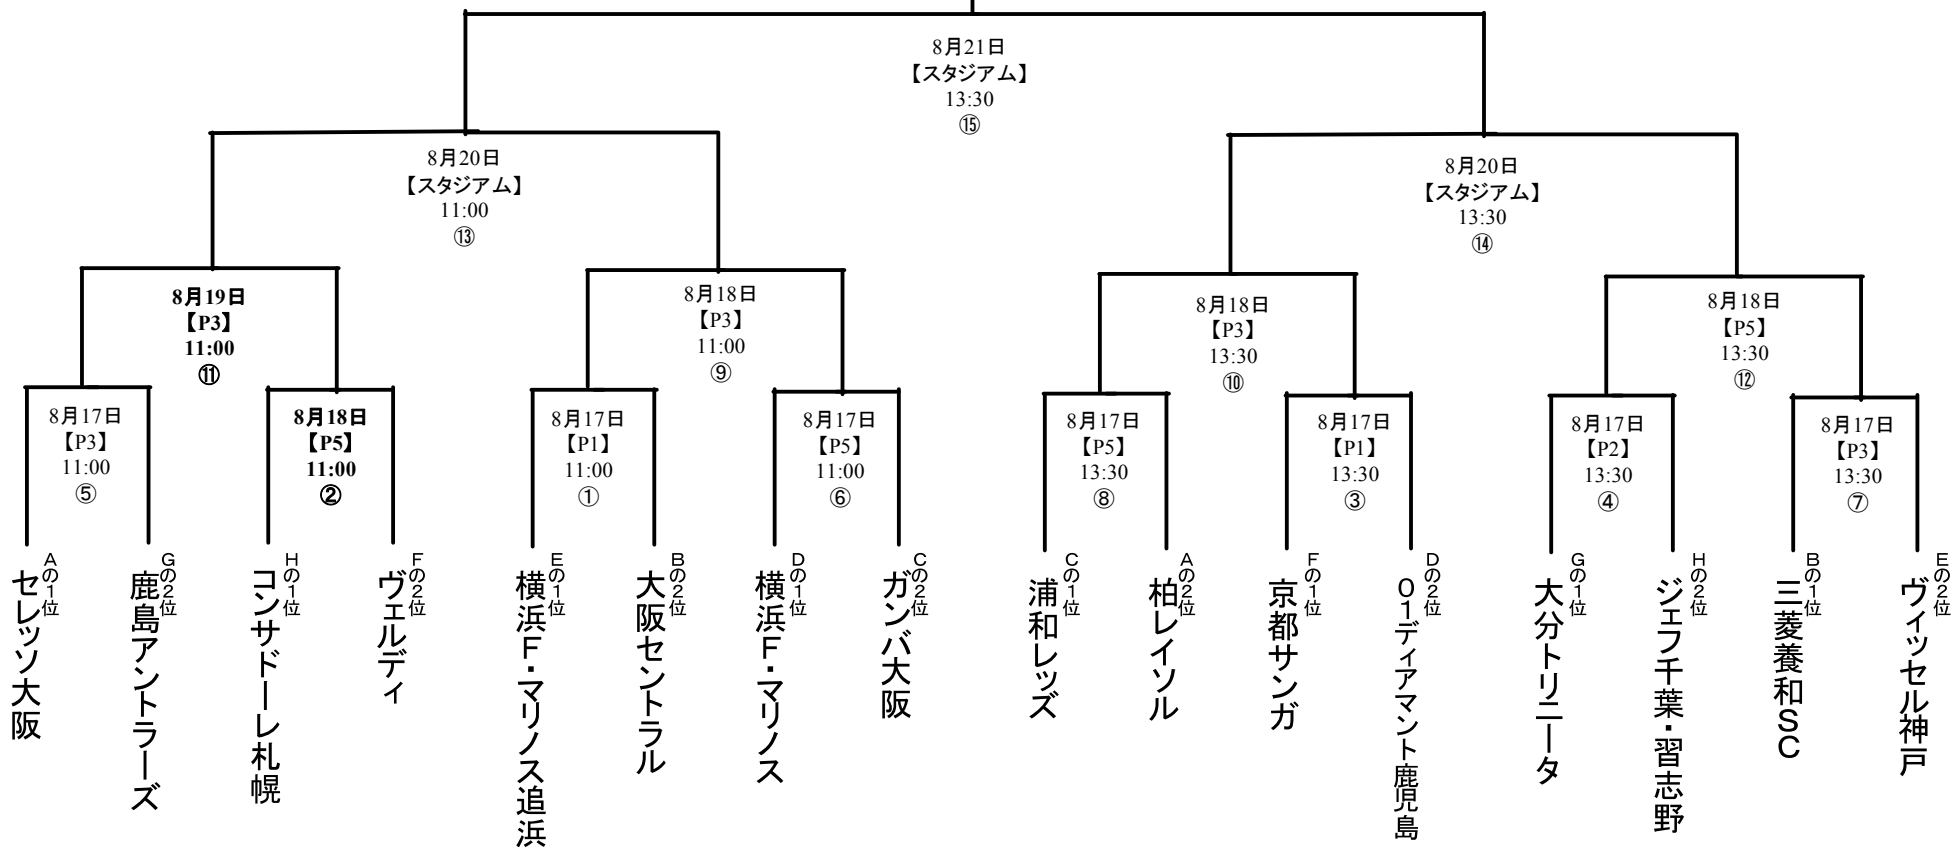 8月21日
【スタジアム】
13:30
⑮
8月20日
【スタジアム】
11:00
⑬
8月20日
【スタジアム】
13:30
⑭
8月19日
【P3】
11:00
⑪
8月18日
【P3】
11:00
⑨
8月18日
【P3】
13:30
⑩
8月18日
【P5】
13:30
⑫
8月17日
【P3】
11:00
⑤
8月18日
【P5】
11:00
②
8月17日
【P1】
11:00
①
8月17日
【P5】
11:00
⑥
8月17日
【P5】
13:30
⑧
8月17日
【P1】
13:30
③
8月17日
【P2】
13:30
④
8月17日
【P3】
13:30
⑦
Aの1位
セレッソ大阪
Gの2位
鹿島アントラーズ
Hの1位
コンサドーレ札幌
Fの2位
ヴェルディ
Eの1位
横浜F・マリノス追浜
Bの2位
大阪セントラル
Dの1位
横浜F・マリノス
Cの2位
ガンバ大阪
Cの1位
浦和レッズ
Aの2位
柏レイソル
Fの1位
京都サンガ
Dの2位
01ディアマント鹿児島
Gの1位
大分トリニータ
Hの2位
ジェフ千葉・習志野
Bの1位
三菱養和SC
Eの2位
ヴィッセル神戸